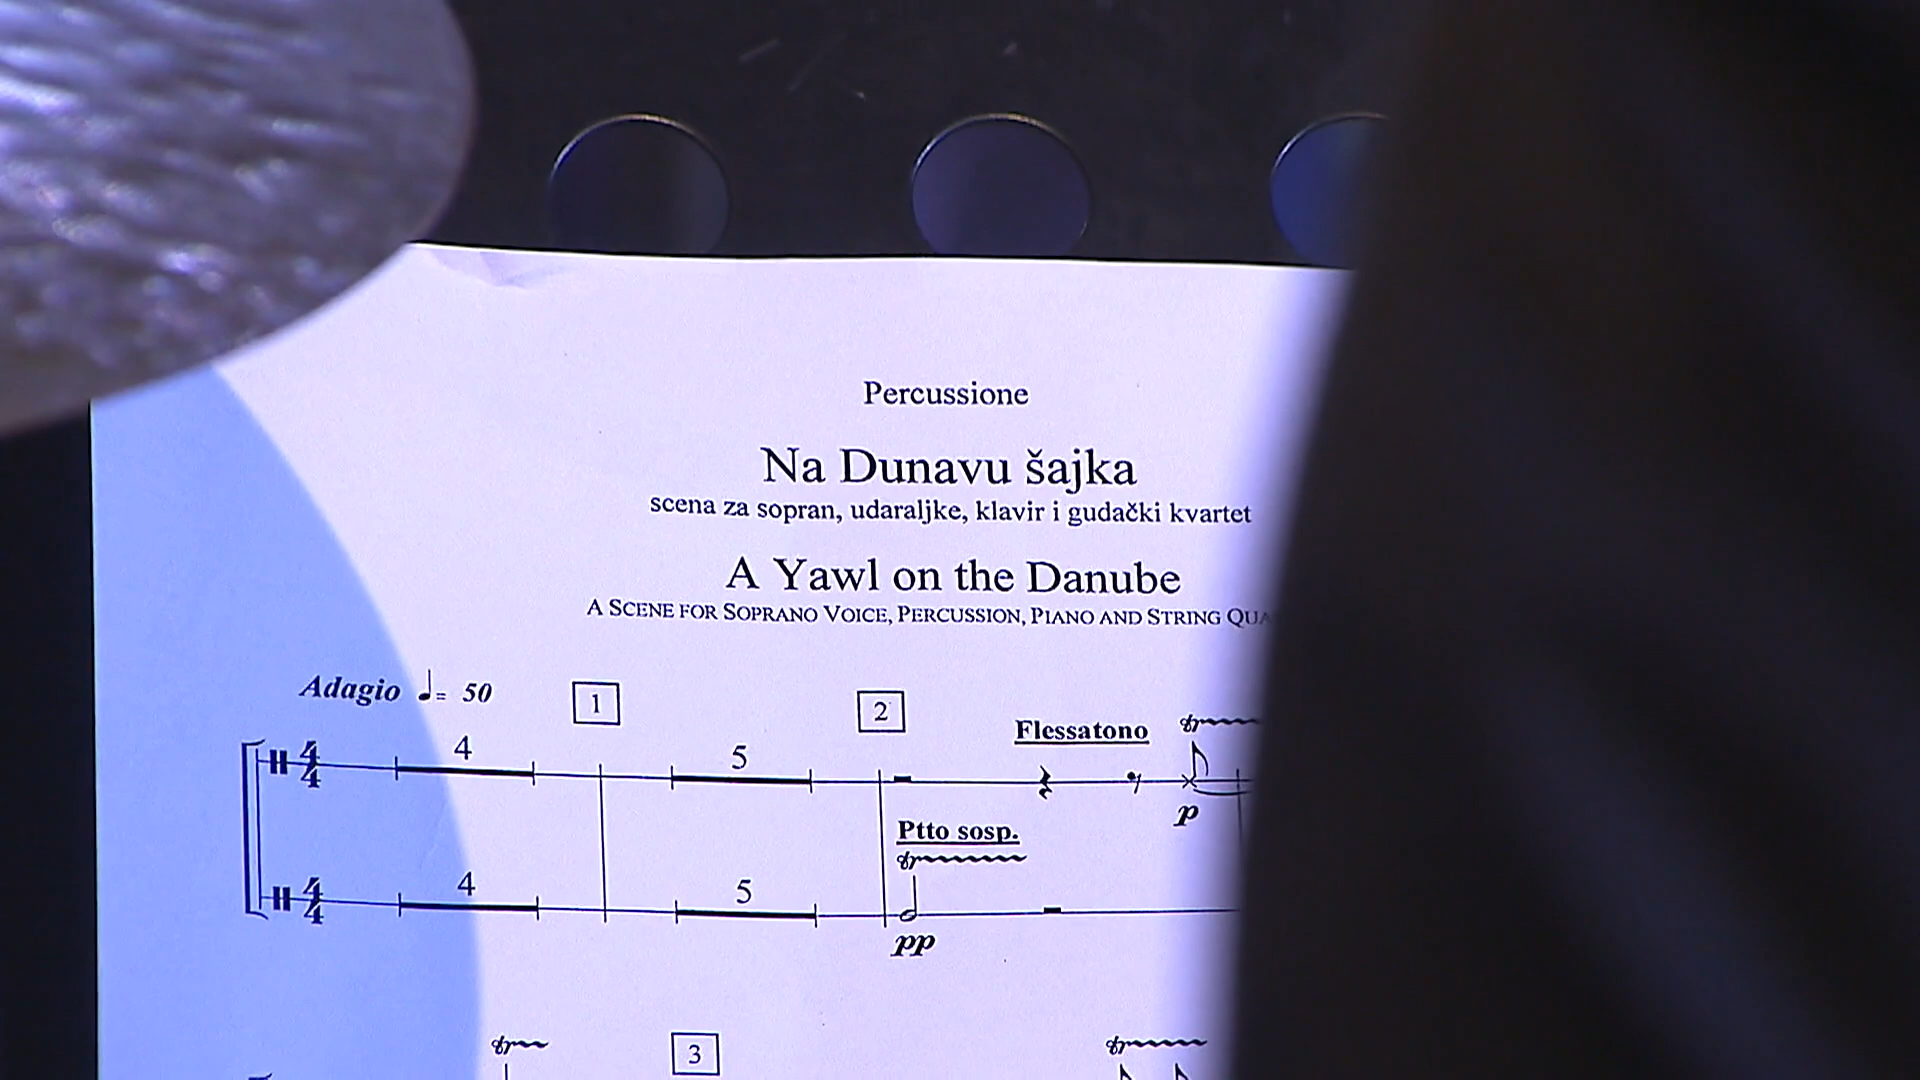 Percussione
Na Dunavu šajka
scena za sopran, udaraljke, klavir i gudački kvartet
A Yawl on the Danube
A SCENE FOR SOPRANO VOICE, PERCUSSION, PIANO AND STRING
Adagio ♩= 50
1
2
Flessatono
4
5
p
Ptto sosp.
4
5
pp
3